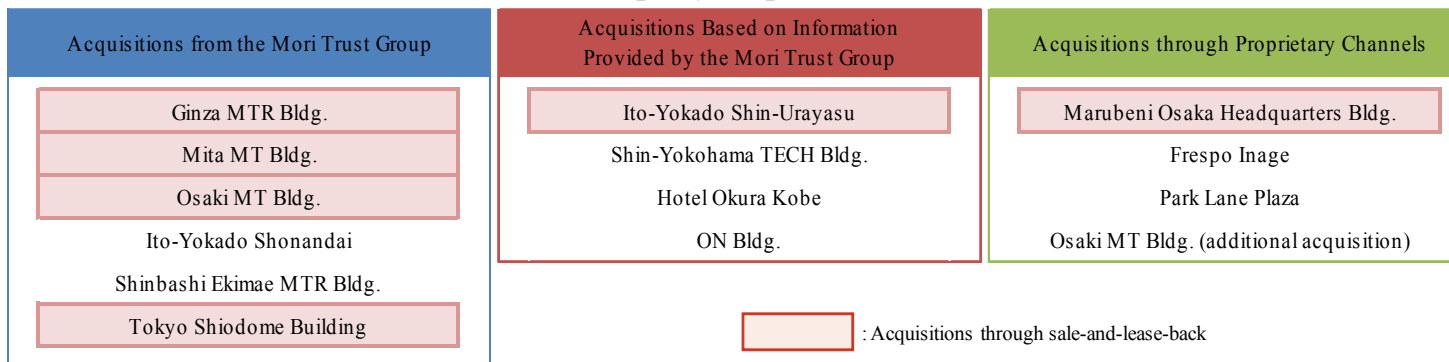 Acquisitions from the Mori Trust Group
Ginza MTR Bldg.
Mita MT Bldg.
Osaki MT Bldg.
Ito-Yokado Shonandai
Shinbashi Ekimae MTR Bldg.
Tokyo Shiodome Building
Acquisitions Based on Information
Provided by the Mori Trust Group
Ito-Yokado Shin-Urayasu
Shin-Yokohama TECH Bldg.
Hotel Okura Kobe
ON Bldg.
Acquisitions through Proprietary Channels
Marubeni Osaka Headquarters Bldg.
Frespo Inage
Park Lane Plaza
Osaki MT Bldg. (additional acquisition)
: Acquisitions through sale-and-lease-back